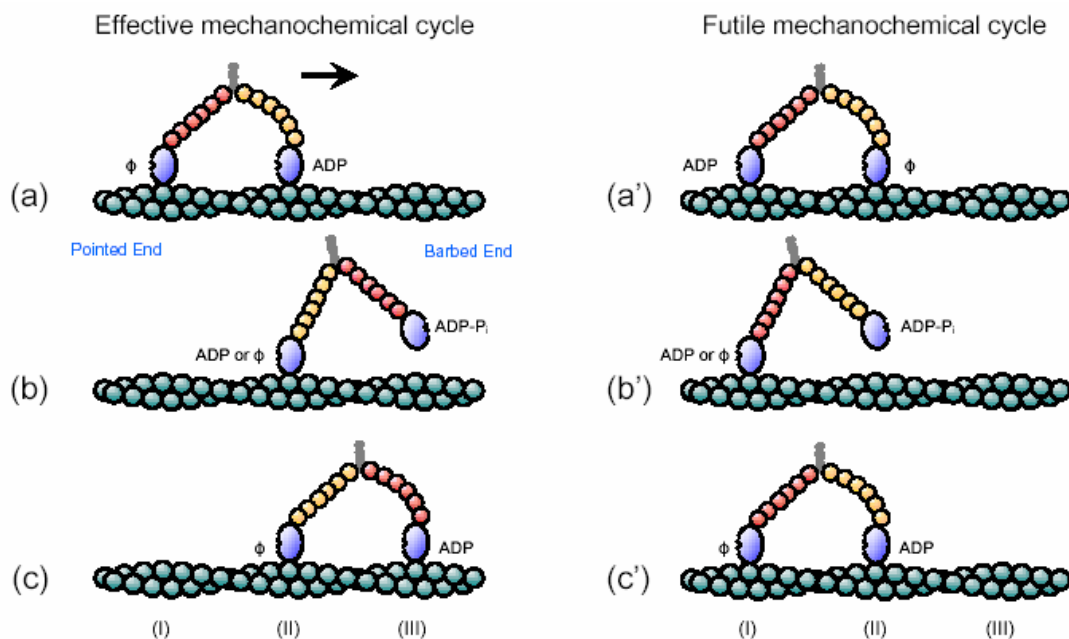 Effective mechanochemical cycle
Futile mechanochemical cycle
ϕ
ADP
(a)
ADP
ϕ
(a')
Pointed End
Barbed End
ADP-Pi
ADP or ϕ
(b)
ADP-Pi
ADP or ϕ
(b')
ϕ
ADP
(c)
ϕ
ADP
(c')
(I) (II) (III)
(I) (II) (III)